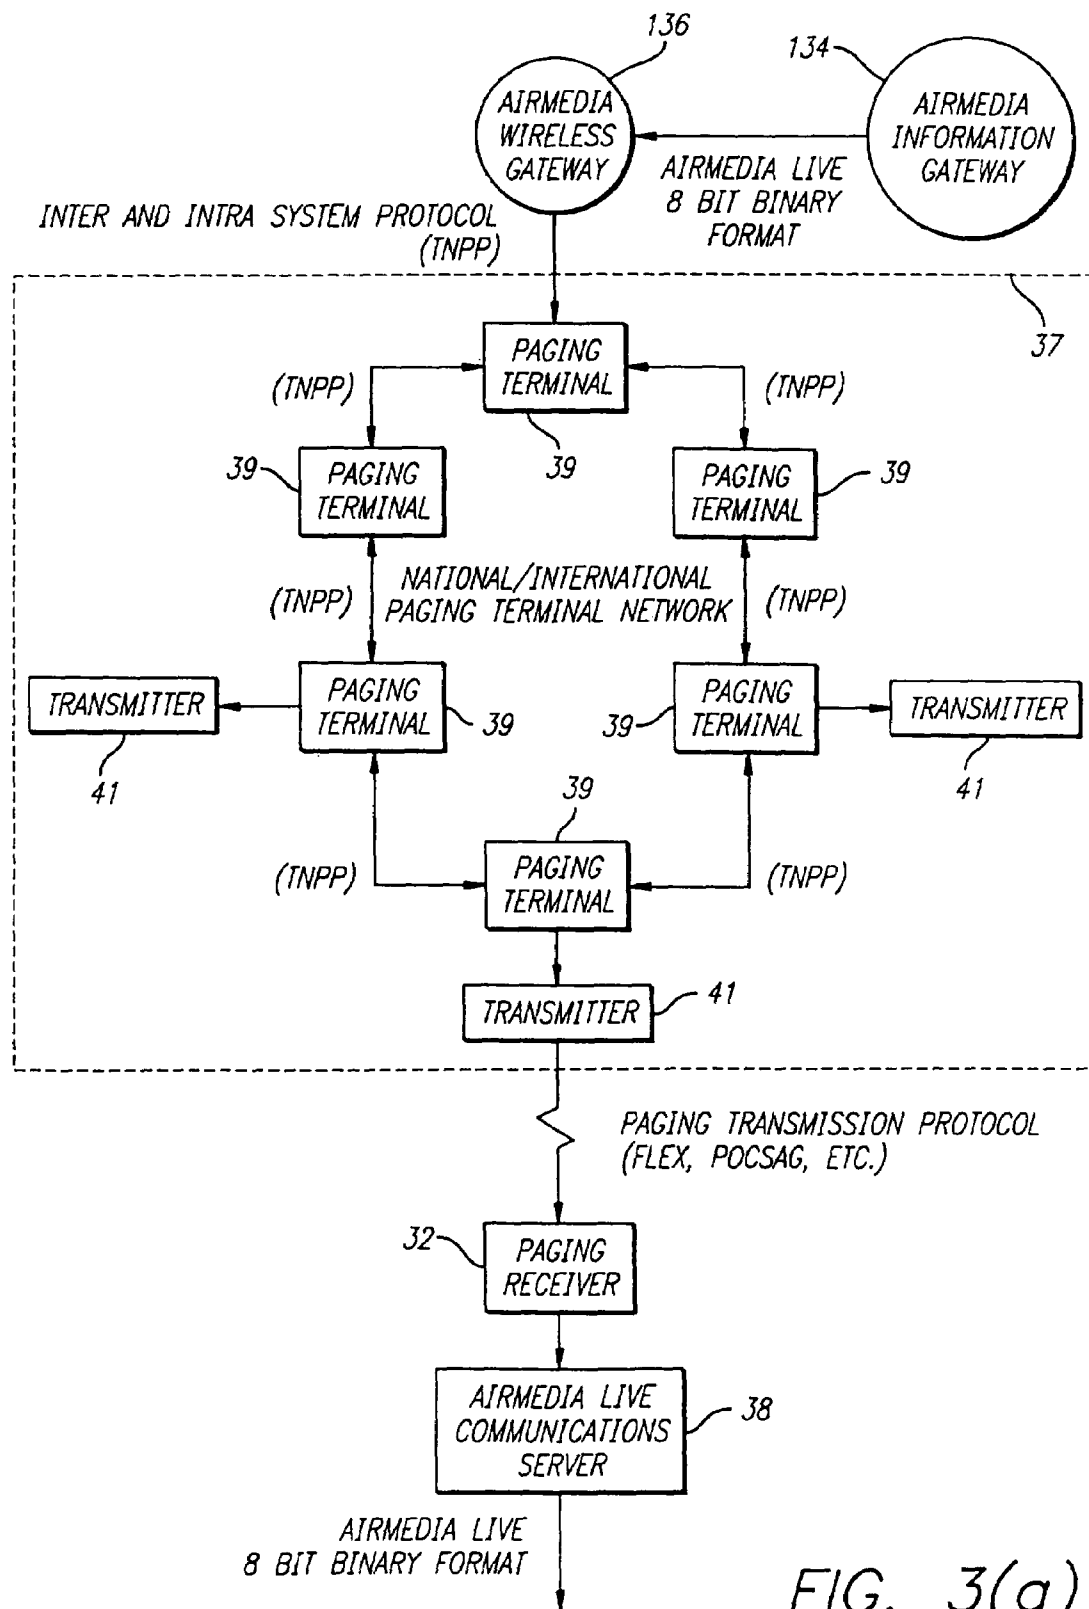 136
134
AIRMEDIA
WIRELESS
GATEWAY
AIRMEDIA
INFORMATION
GATEWAY
AIRMEDIA LIVE
8 BIT BINARY
FORMAT
INTER AND INTRA SYSTEM PROTOCOL
(TNPP)
37
PAGING
TERMINAL
39
(TNPP)
(TNPP)
39
PAGING
TERMINAL
PAGING
TERMINAL
39
(TNPP)
NATIONAL/INTERNATIONAL
PAGING TERMINAL NETWORK
(TNPP)
TRANSMITTER
41
PAGING
TERMINAL
39
39
PAGING
TERMINAL
TRANSMITTER
41
39
(TNPP)
PAGING
TERMINAL
(TNPP)
TRANSMITTER
41
PAGING TRANSMISSION PROTOCOL
(FLEX, POCSAG, ETC.)
32
PAGING
RECEIVER
AIRMEDIA LIVE
COMMUNICATIONS
SERVER
38
AIRMEDIA LIVE
8 BIT BINARY FORMAT
FIG. 3(a)